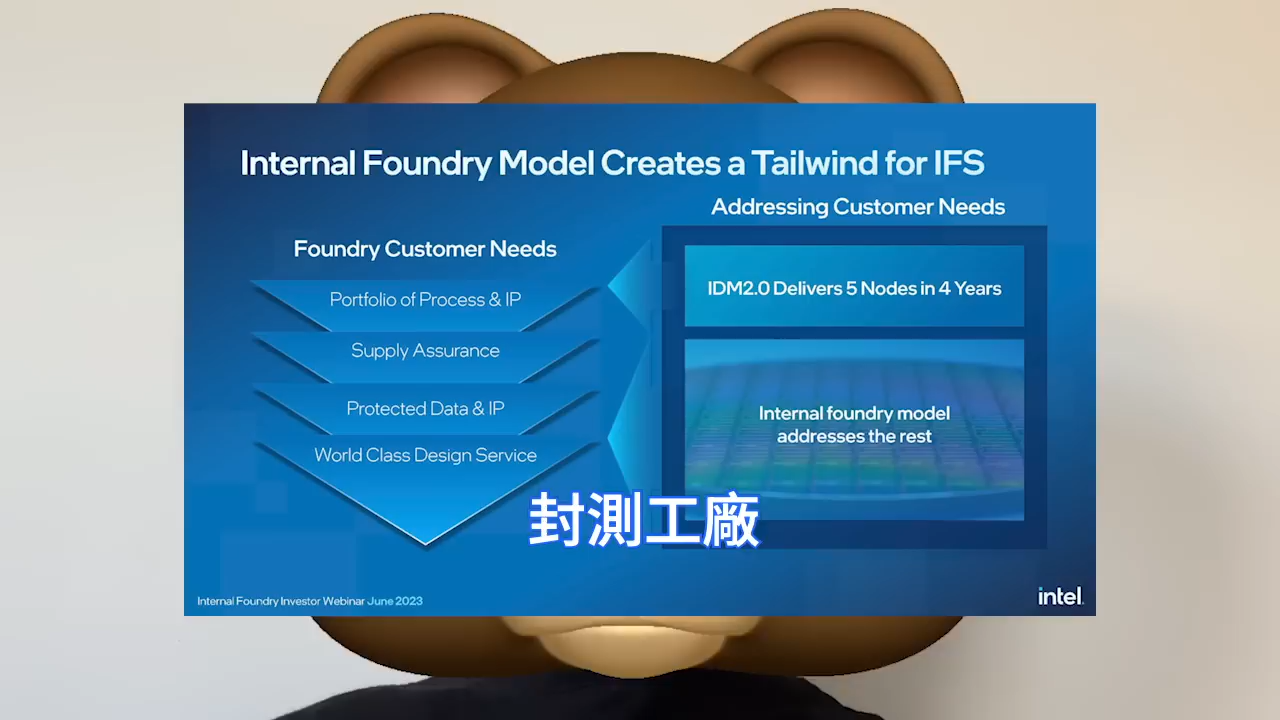 Internal Foundry Model Creates a Tailwind for IFS
Foundry Customer Needs
Portfolio of Process & IP
Supply Assurance
Protected Data & IP
World Class Design Service
Addressing Customer Needs
IDM2.0 Delivers 5 Nodes in 4 Years
Internal foundry model
addresses the rest
封測工廠
Internal Foundry Investor Webinar June 2023
intel.